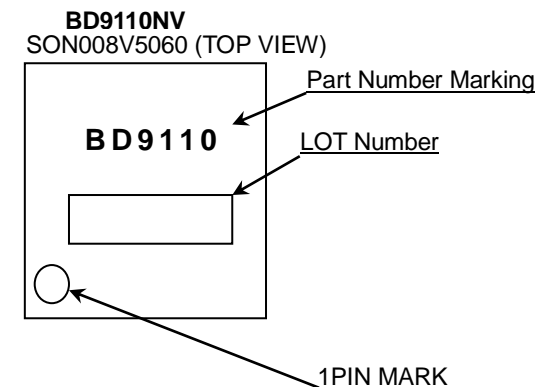 BD9110NV
SON008V5060 (TOP VIEW)
Part Number Marking
BD9110
LOT Number
1PIN MARK